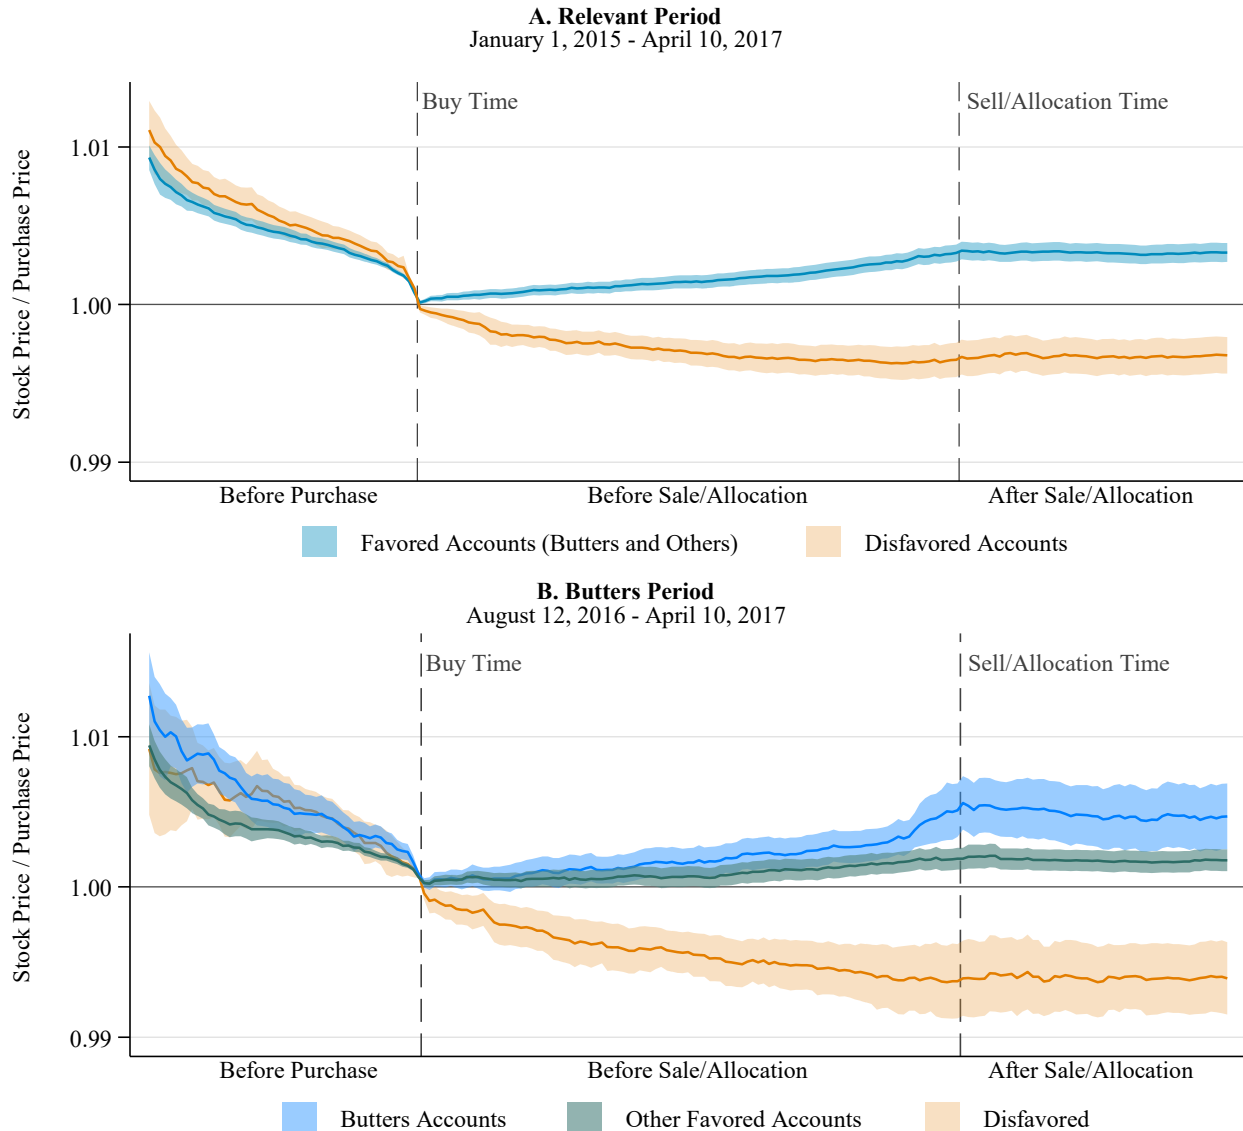 A. Relevant Period
January 1, 2015 - April 10, 2017
Buy Time
Sell/Allocation Time
Stock Price / Purchase Price
1.01
1.00
0.99
Before Purchase
Before Sale/Allocation
After Sale/Allocation
Favored Accounts (Butters and Others)
Disfavored Accounts
B. Butters Period
August 12, 2016 - April 10, 2017
Buy Time
Sell/Allocation Time
Stock Price / Purchase Price
1.01
1.00
0.99
Before Purchase
Before Sale/Allocation
After Sale/Allocation
Butters Accounts
Other Favored Accounts
Disfavored